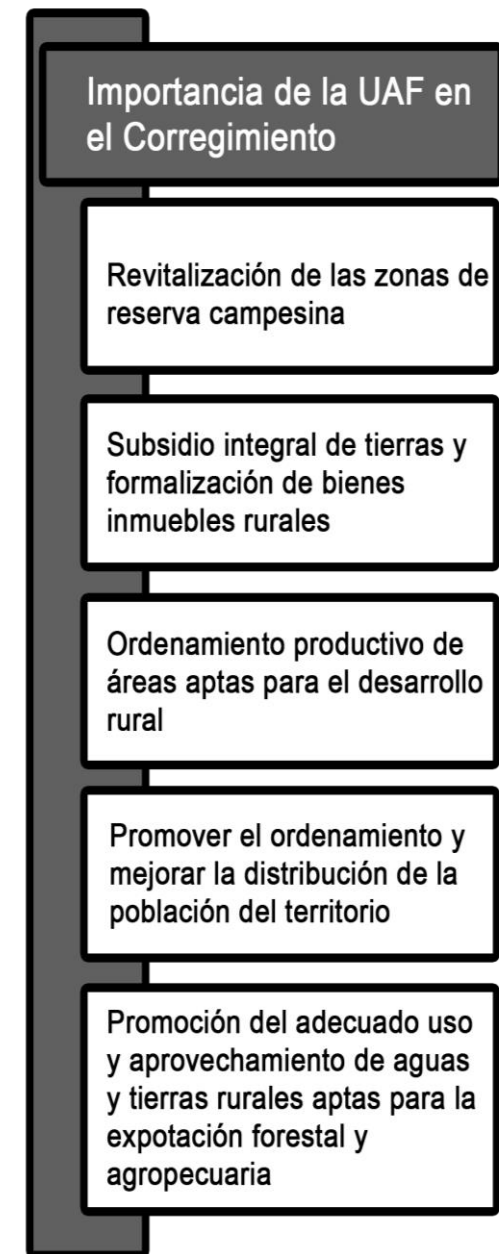 Importancia de la UAF en
el Corregimiento
Revitalización de las zonas de
reserva campesina
Subsidio integral de tierras y
formalización de bienes
inmuebles rurales
Ordenamiento productivo de
áreas aptas para el desarrollo
rural
Promover el ordenamiento y
mejorar la distribución de la
población del territorio
Promoción del adecuado uso
y aprovechamiento de aguas
y tierras rurales aptas para la
expotación forestal y
agropecuaria